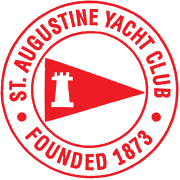 ST. AUGUSTINE YACHT CLUB
FOUNDED 1873